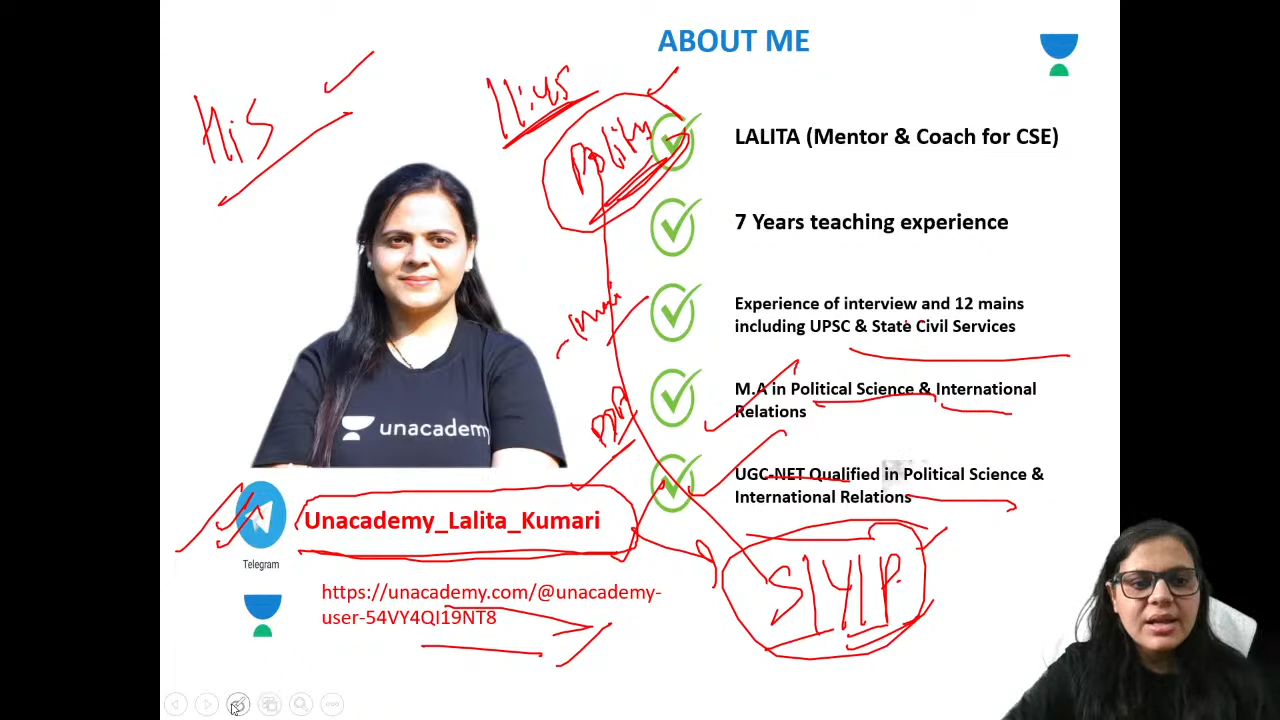 ABOUT ME
His
11:45
Polity
LALITA (Mentor & Coach for CSE)
7 Years teaching experience
Experience of interview and 12 mains
including UPSC & State Civil Services
M.A in Political Science & International
Relations
UGC-NET Qualified in Political Science &
International Relations
unacademy
Unacademy_Lalita_Kumari
Telegram
https://unacademy.com/@unacademy-
user-54VY4QI19NT8
S|Y|P.